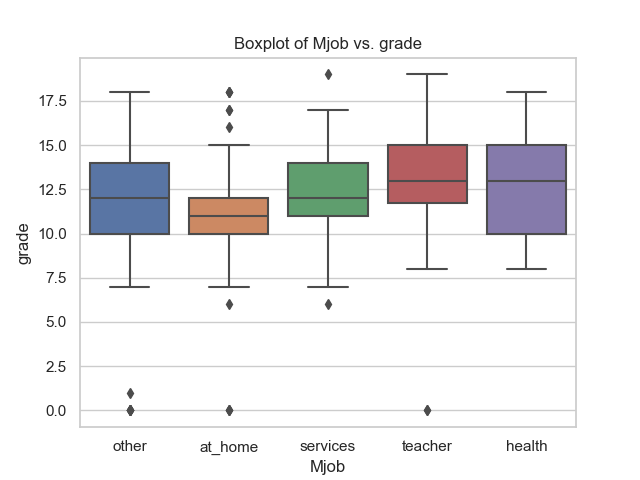 Boxplot of Mjob vs. grade
17.5
15.0
12.5
10.0
7.5
5.0
2.5
0.0
grade
other at_home services teacher health
Mjob